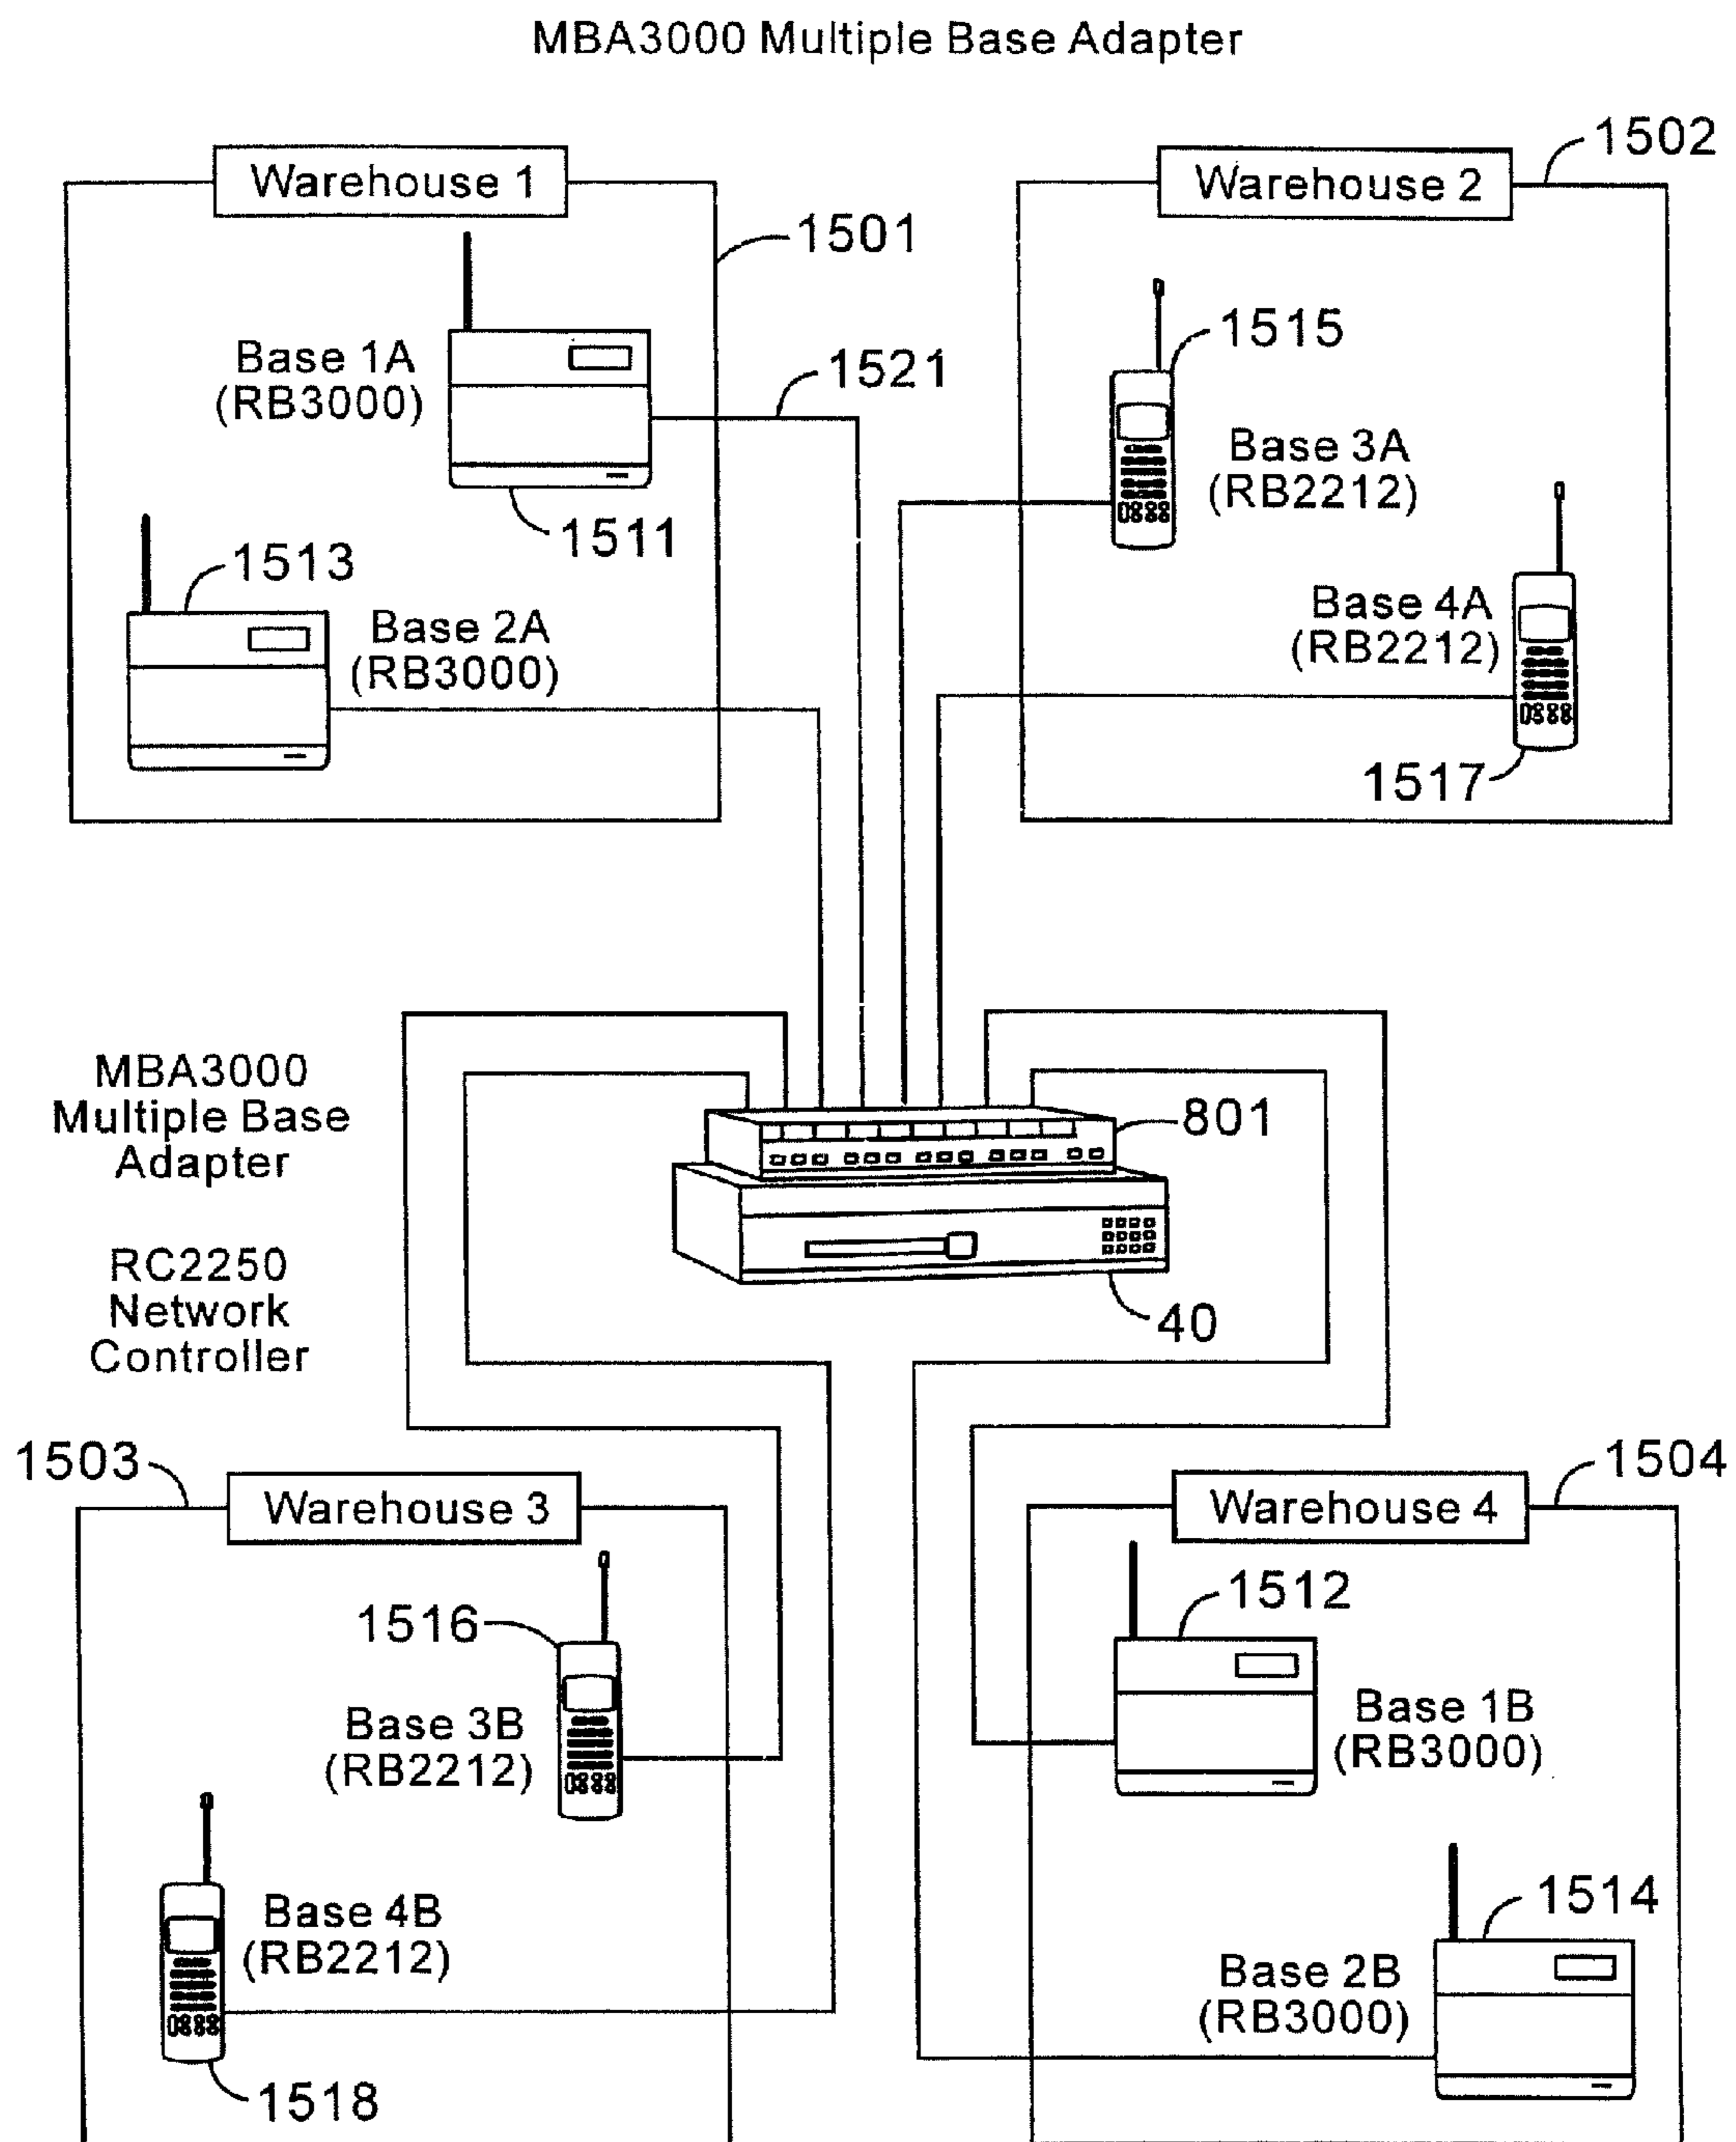 MBA3000 Multiple Base Adapter
Warehouse 1
1501
Base 1A
(RB3000)
1521
1511
1513
Base 2A
(RB3000)
Warehouse 2
1502
1515
Base 3A
(RB2212)
Base 4A
(RB2212)
1517
MBA3000
Multiple Base
Adapter
801
RC2250
Network
Controller
40
1503
Warehouse 3
1516
Base 3B
(RB2212)
Base 4B
(RB2212)
1518
Warehouse 4
1504
1512
Base 1B
(RB3000)
1514
Base 2B
(RB3000)